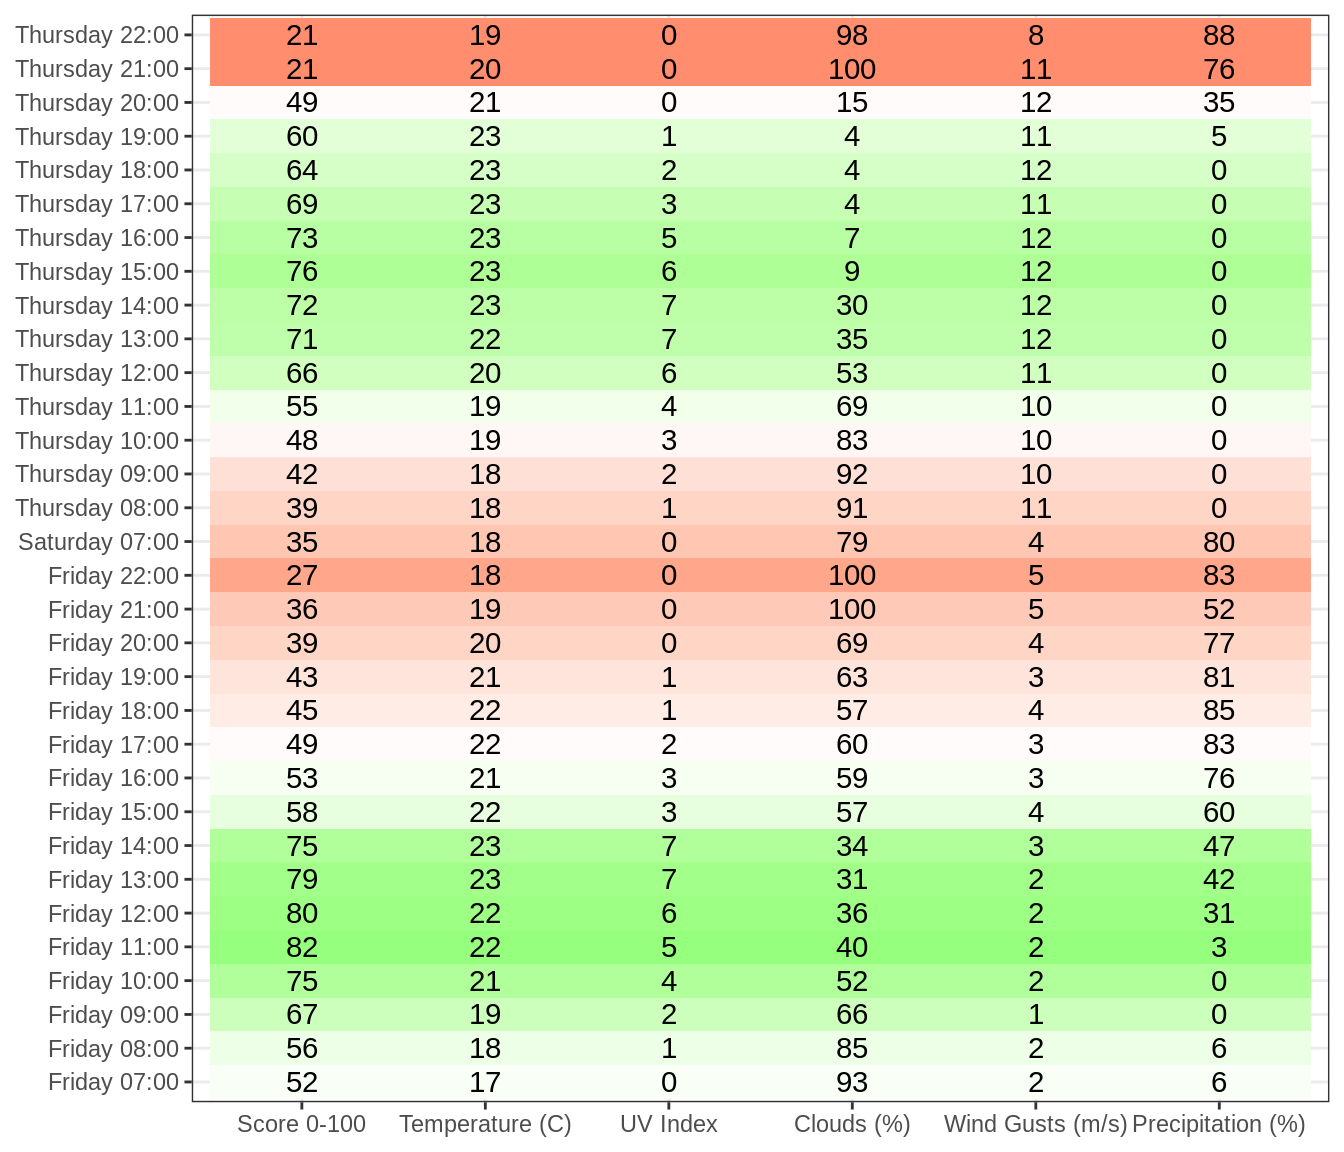 Thursday 22:00 21 19 0 98 8 88
Thursday 21:00 21 20 0 100 11 76
Thursday 20:00 49 21 0 15 12 35
Thursday 19:00 60 23 1 4 11 5
Thursday 18:00 64 23 2 4 12 0
Thursday 17:00 69 23 3 4 11 0
Thursday 16:00 73 23 5 7 12 0
Thursday 15:00 76 23 6 9 12 0
Thursday 14:00 72 23 7 30 12 0
Thursday 13:00 71 22 7 35 12 0
Thursday 12:00 66 20 6 53 11 0
Thursday 11:00 55 19 4 69 10 0
Thursday 10:00 48 19 3 83 10 0
Thursday 09:00 42 18 2 92 10 0
Thursday 08:00 39 18 1 91 11 0
Saturday 07:00 35 18 0 79 4 80
Friday 22:00 27 18 0 100 5 83
Friday 21:00 36 19 0 100 5 52
Friday 20:00 39 20 0 69 4 77
Friday 19:00 43 21 1 63 3 81
Friday 18:00 45 22 1 57 4 85
Friday 17:00 49 22 2 60 3 83
Friday 16:00 53 21 3 59 3 76
Friday 15:00 58 22 3 57 4 60
Friday 14:00 75 23 7 34 3 47
Friday 13:00 79 23 7 31 2 42
Friday 12:00 80 22 6 36 2 31
Friday 11:00 82 22 5 40 2 3
Friday 10:00 75 21 4 52 2 0
Friday 09:00 67 19 2 66 1 0
Friday 08:00 56 18 1 85 2 6
Friday 07:00 52 17 0 93 2 6
Score 0-100 Temperature (C) UV Index Clouds (%) Wind Gusts (m/s) Precipitation (%)